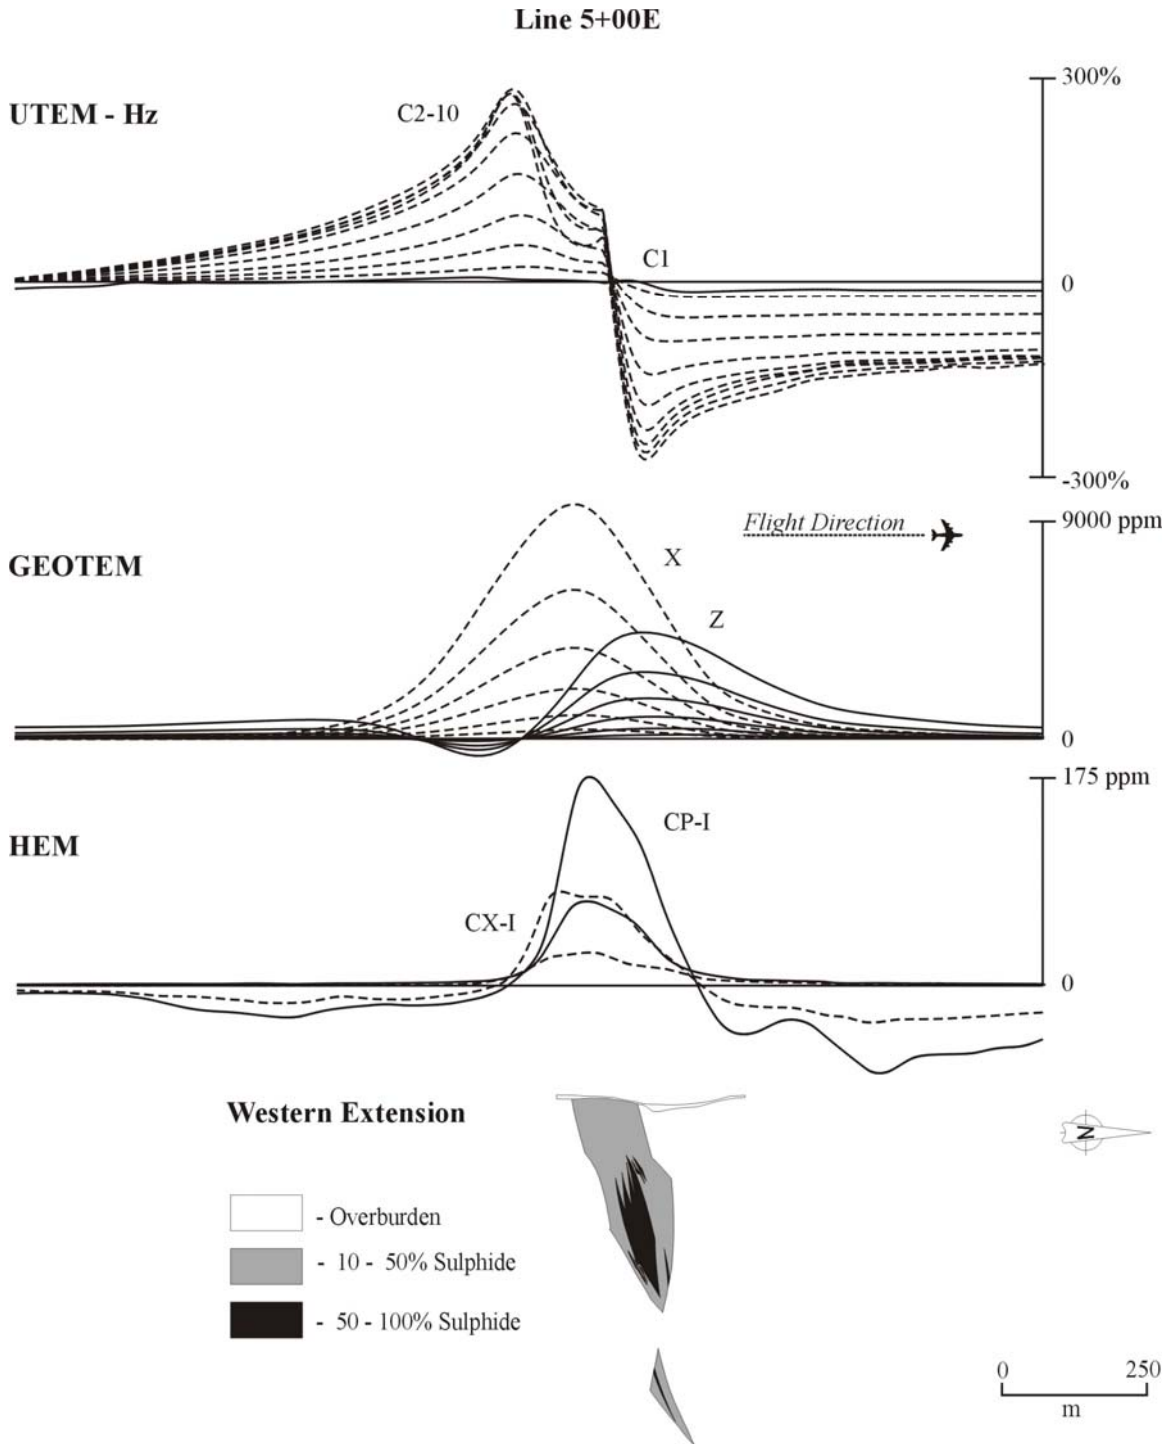 Line 5+00E
300%
UTEM - Hz
C2-10
C1
0
-300%
Flight Direction
9000 ppm
GEOTEM
X
Z
0
175 ppm
HEM
CP-I
CX-I
0
Western Extension
N
- Overburden
- 10 - 50% Sulphide
- 50 - 100% Sulphide
0 250
m